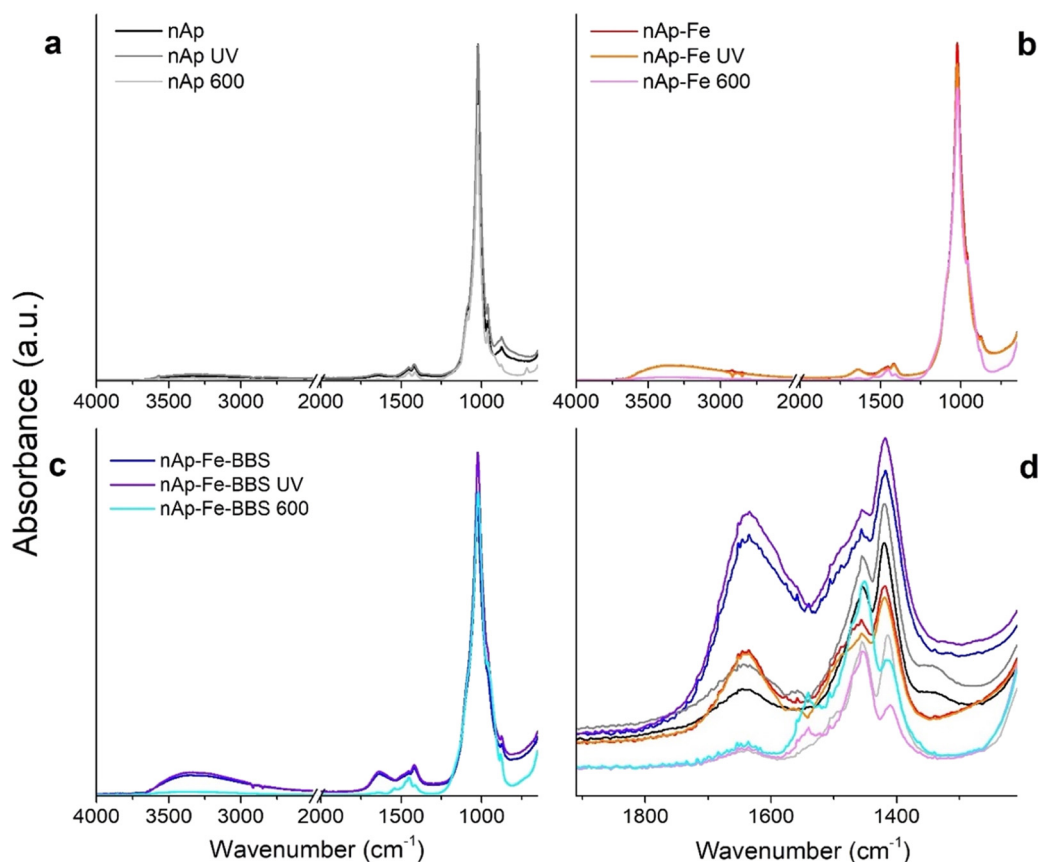 a
nAp
nAp UV
nAp 600
4000 3500 3000 2000 1500 1000
b
nAp-Fe
nAp-Fe UV
nAp-Fe 600
4000 3500 3000 2000 1500 1000
Absorbance (a.u.)
c
nAp-Fe-BBS
nAp-Fe-BBS UV
nAp-Fe-BBS 600
4000 3500 3000 2000 1500 1000
Wavenumber (cm⁻¹)
d
1800 1600 1400
Wavenumber (cm⁻¹)